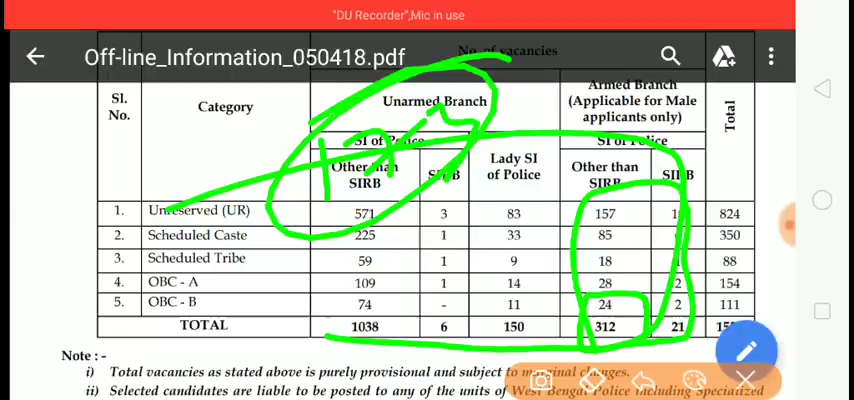 "DU Recorder",Mic in use
Off-line_Information_050418.pdf
No. of vacancies
Sl. No.
Category
Unarmed Branch
Armed Branch (Applicable for Male applicants only)
Total
SI of Police
Lady SI of Police
SI of Police
Other than SIRB
SIRB
Other than SIRB
SIRB
1. Unreserved (UR) 571 3 83 157 824
2. Scheduled Caste 225 1 33 85 350
3. Scheduled Tribe 59 1 9 18 88
4. OBC - A 109 1 14 28 2 154
5. OBC - B 74 - 11 24 2 111
TOTAL 1038 6 150 312 21
Note : -
i) Total vacancies as stated above is purely provisional and subject to marginal changes.
ii) Selected candidates are liable to be posted to any of the units of West Bengal Police including Specialized